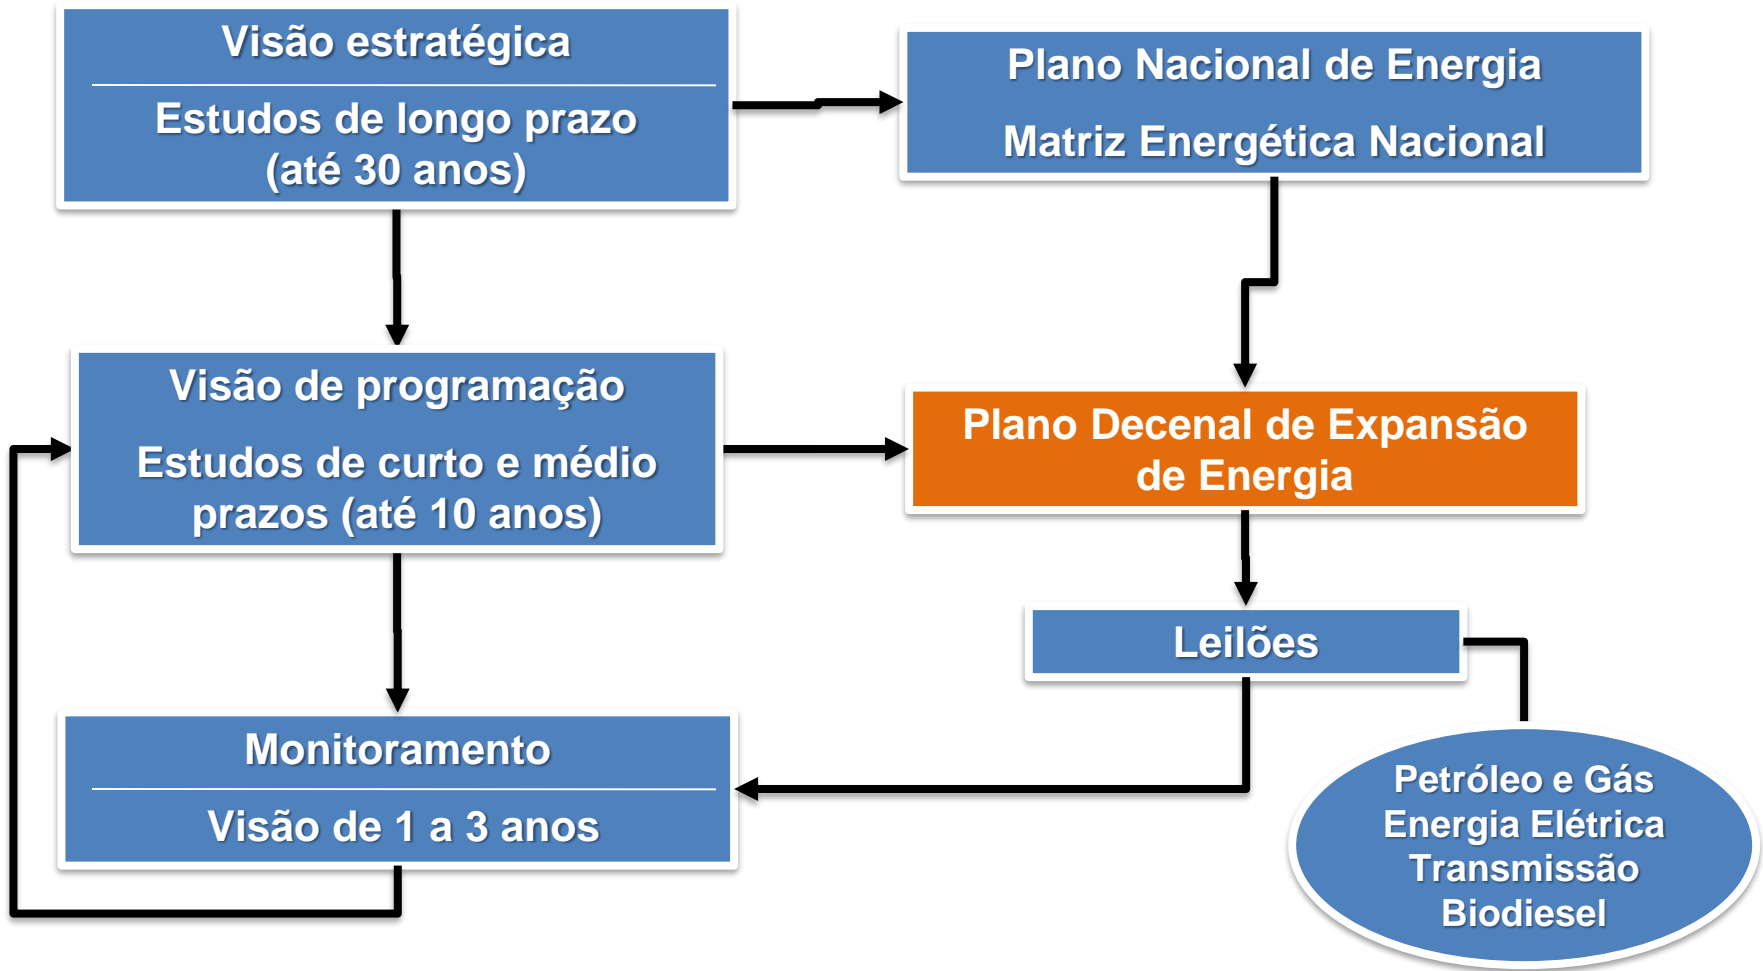 Visão estratégica
Estudos de longo prazo
(até 30 anos)
Plano Nacional de Energia
Matriz Energética Nacional
Visão de programação
Estudos de curto e médio
prazos (até 10 anos)
Plano Decenal de Expansão
de Energia
Leilões
Monitoramento
Visão de 1 a 3 anos
Petróleo e Gás
Energia Elétrica
Transmissão
Biodiesel